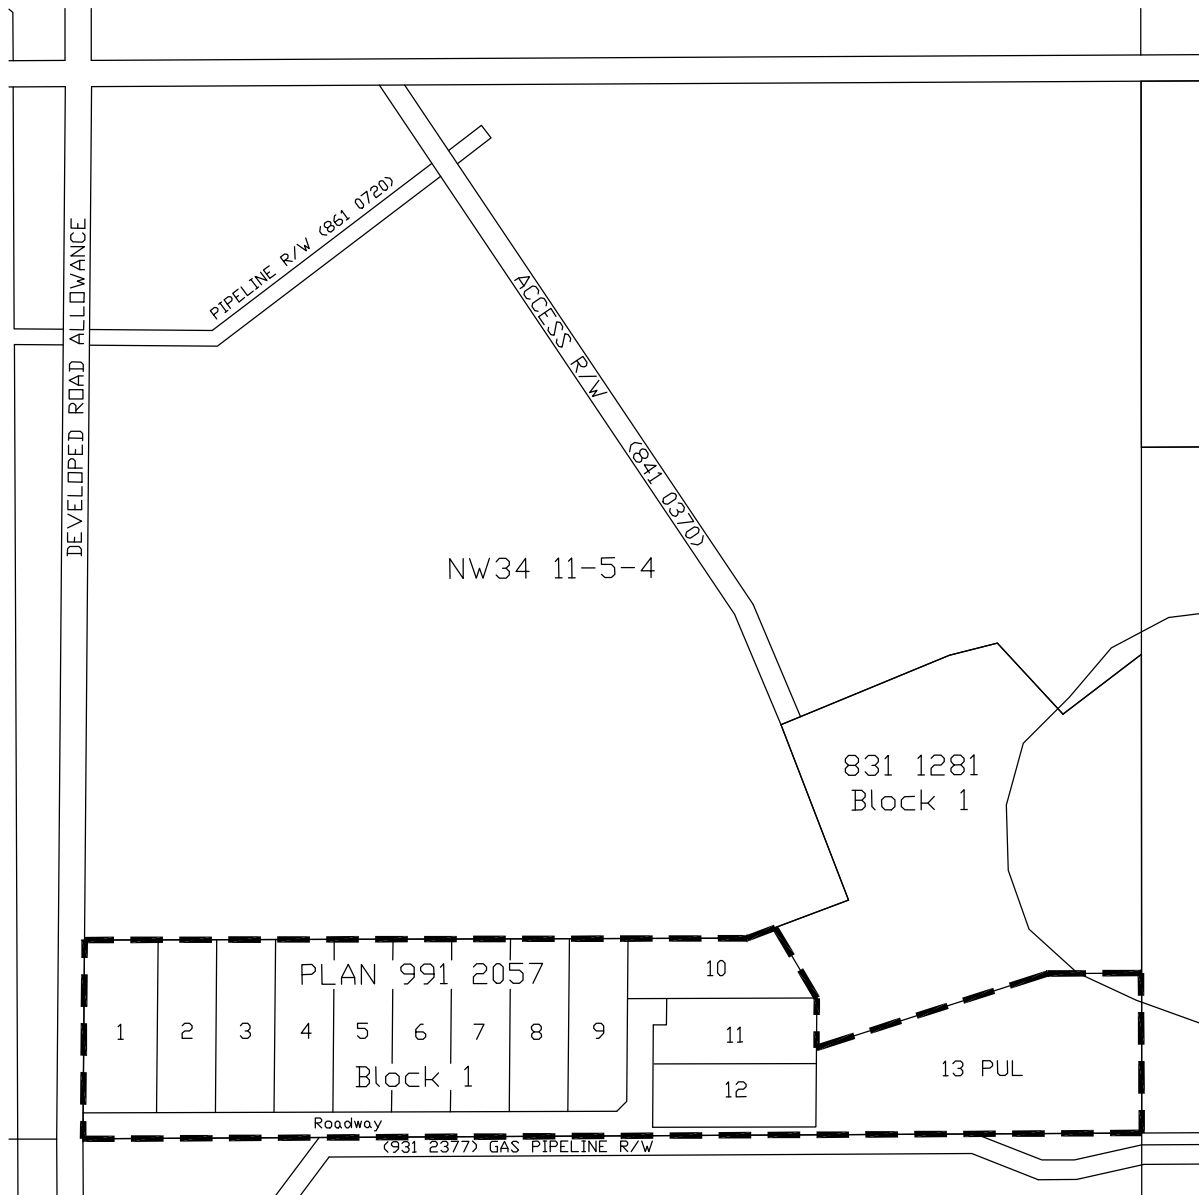 PIPELINE R/W (861 0720)
DEVELOPED ROAD ALLOWANCE
ACCESS R/W (841 0370)
NW34 11-5-4
831 1281
Block 1
PLAN 991 2057
10
1 2 3 4 5 6 7 8 9
11
Block 1
13 PUL
12
Roadway
(931 2377) GAS PIPELINE R/W